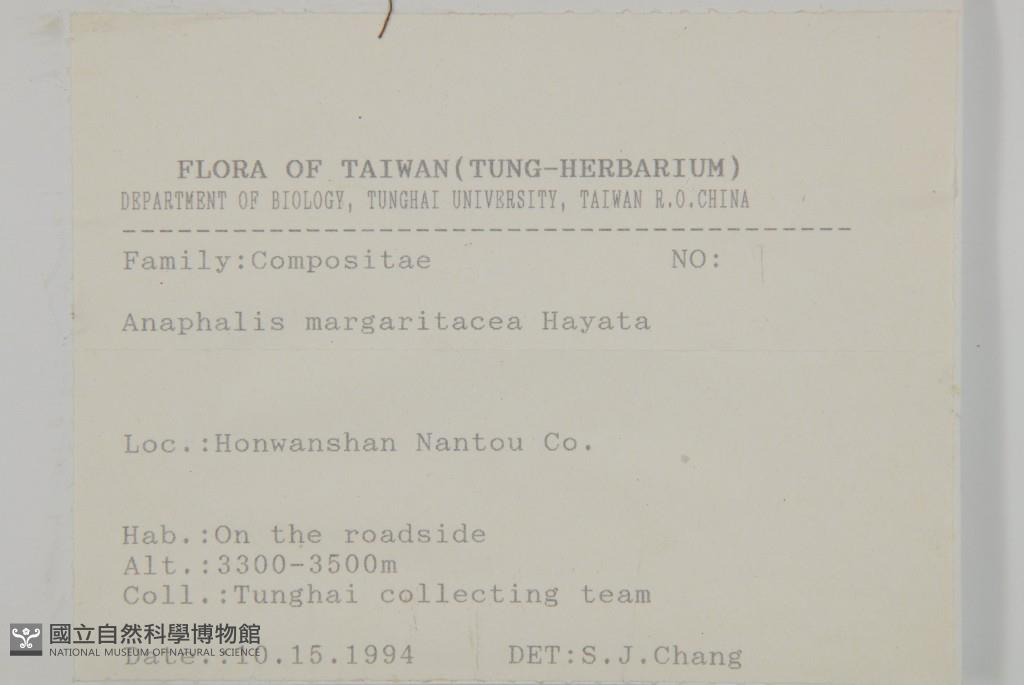 FLORA OF TAIWAN(TUNG-HERBARIUM)
DEPARTMENT OF BIOLOGY, TUNGHAI UNIVERSITY, TAIWAN R.O.CHINA
----------------------------------------
Family:Compositae NO:
Anaphalis margaritacea Hayata
Loc.:Honwanshan Nantou Co.
Hab.:On the roadside
Alt.:3300-3500m
Coll.:Tunghai collecting team
Date.:10.15.1994 DET:S.J.Chang
國立自然科學博物館
NATIONAL MUSEUM OF NATURAL SCIENCE